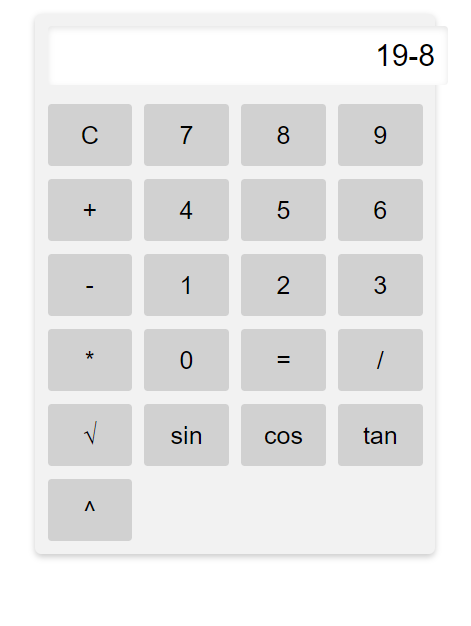 19-8
C 7 8 9
+ 4 5 6
- 1 2 3
* 0 = /
√ sin cos tan
^